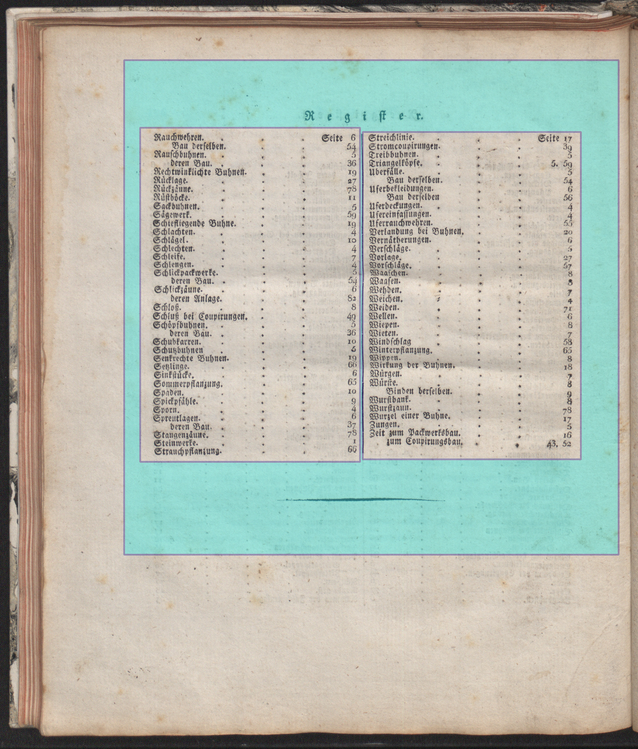 Register.
Rauchwehren. Seite 6
Bau derselben. 54
Rauschbuhnen. 5
deren Bau. 36
Rechtwinklichte Buhnen. 19
Rücklage. 27
Rückzäune. 78
Rüstböcke. 11
Sackbuhnen. 5
Sägewerk. 59
Schiefliegende Buhne. 19
Schlachten. 4
Schlägel. 10
Schlechten. 4
Schleife. 7
Schlengen. 4
Schlickpackwerke. 5
deren Bau. 54
Schlickzäune. 6
deren Anlage. 82
Schloß. 8
Schluß bei Coupirungen. 49
Schöpfbuhnen. 5
deren Bau. 36
Schubkarren. 10
Schutzbuhnen 5
Senkrechte Buhnen. 19
Setzlinge. 66
Sinkstücke. 6
Sommerpflanzung. 65
Spaden. 10
Spickpfähle. 9
Sporn. 4
Spreutlagen. 6
deren Bau. 37
Stangenzäune. 78
Steinwerke. 1
Strauchpflanzung. 66
Streichlinie. Seite 17
Stromcoupirungen. 39
Treibbuhnen. 5
Triangelköpfe. 5. 59
Uberfälle. 5
Bau derselben. 54
Uferbekleidungen. 6
Bau derselben 56
Uferdeckungen. 4
Ufereinfassungen. 4
Uferrauchwehren. 55
Verlandung bei Buhnen. 20
Vernätherungen. 6
Verschläge. 5
Vorlage. 27
Vorschläge. 57
Waaschen. 8
Waasen. 8
Wehden. 7
Weichen. 4
Weiden. 71
Wellen. 6
Wiepen. 8
Wieten. 7
Windschlag 58
Winterpflanzung. 65
Wippen. 8
Wirkung der Buhnen. 18
Würgen. 7
Würste. 8
Binden derselben. 9
Wurstbank. 8
Wurstzaun. 78
Wurzel einer Buhne. 17
Zungen. 5
Zeit zum Packwerksbau. 16
zum Coupirungsbau. 43. 52